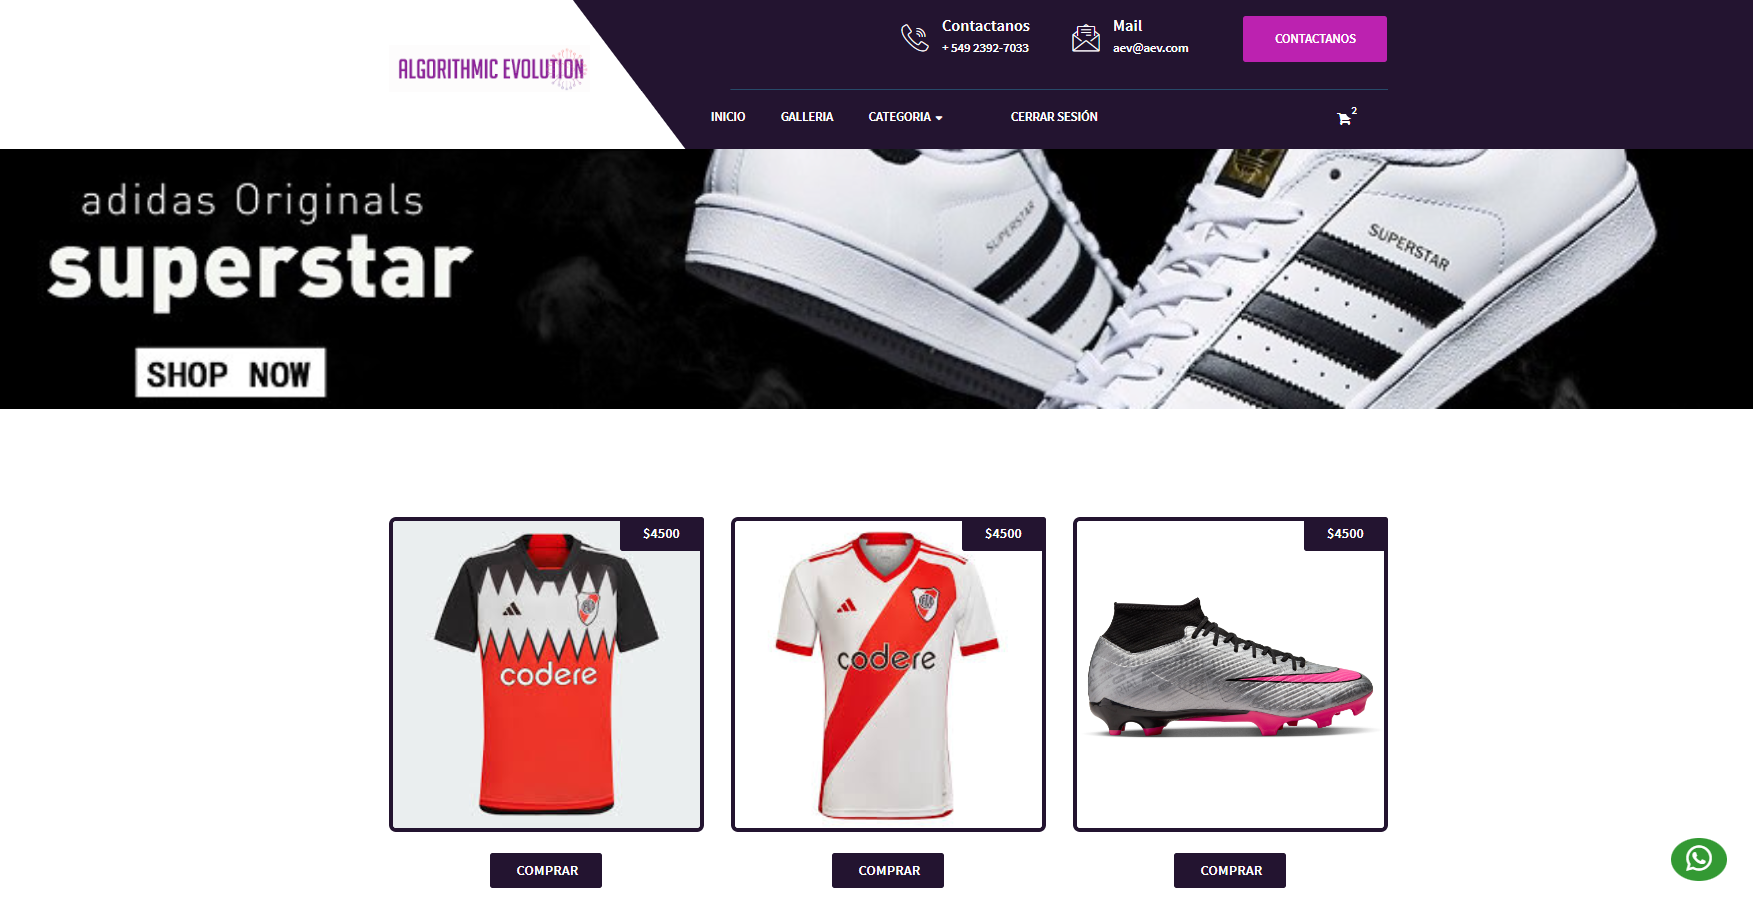 ALGORITHMIC EVOLUTION
Contactanos
+ 549 2392-7033
Mail
aev@aev.com
CONTACTANOS
INICIO
GALLERIA
CATEGORIA
CERRAR SESIÓN
2
adidas Originals
superstar
SHOP NOW
SUPERSTAR
SUPERSTAR
$4500
codere
COMPRAR
$4500
codere
COMPRAR
$4500
COMPRAR